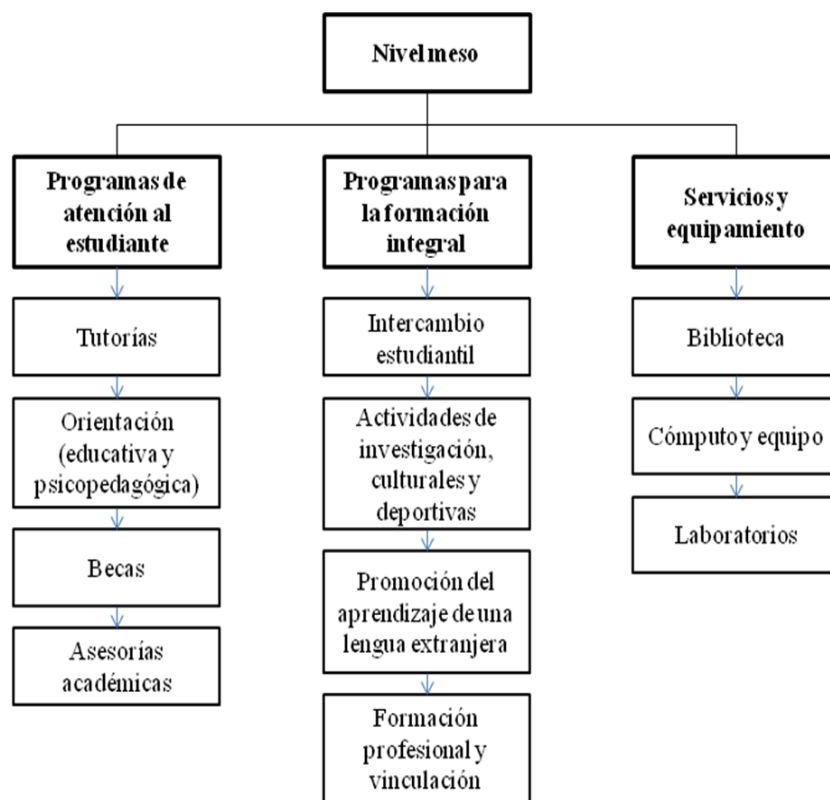 Nivel meso
Programas de
atención al
estudiante
Tutorías
Orientación
(educativa y
psicopedagógica)
Becas
Asesorías
académicas
Programas para
la formación
integral
Intercambio
estudiantil
Actividades de
investigación,
culturales y
deportivas
Promoción del
aprendizaje de una
lengua extranjera
Formación
profesional y
vinculación
Servicios y
equipamiento
Biblioteca
Cómputo y equipo
Laboratorios